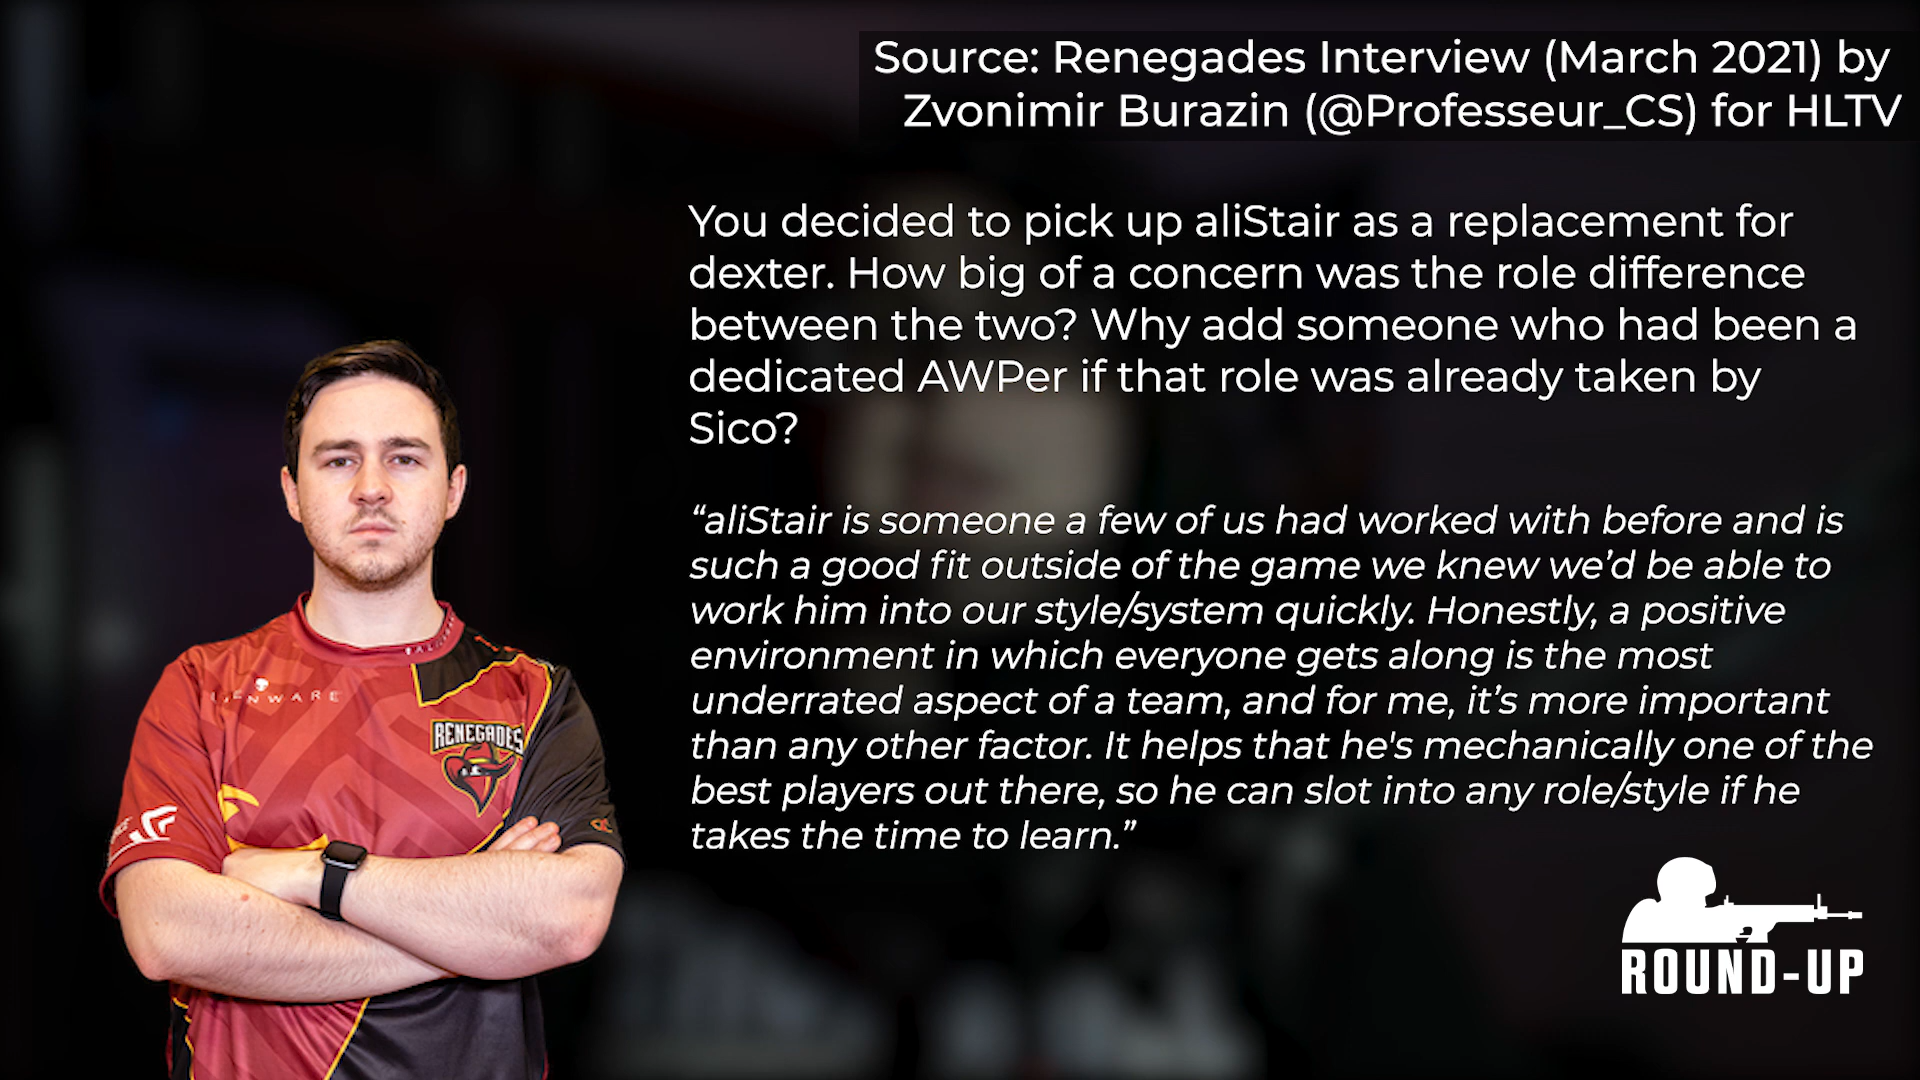 Source: Renegades Interview (March 2021) by
Zvonimir Burazin (@Professeur_CS) for HLTV
You decided to pick up aliStair as a replacement for
dexter. How big of a concern was the role difference
between the two? Why add someone who had been a
dedicated AWPer if that role was already taken by
Sico?
“aliStair is someone a few of us had worked with before and is
such a good fit outside of the game we knew we’d be able to
work him into our style/system quickly. Honestly, a positive
environment in which everyone gets along is the most
underrated aspect of a team, and for me, it’s more important
than any other factor. It helps that he's mechanically one of the
best players out there, so he can slot into any role/style if he
takes the time to learn.”
RENEGADES
ROUND-UP